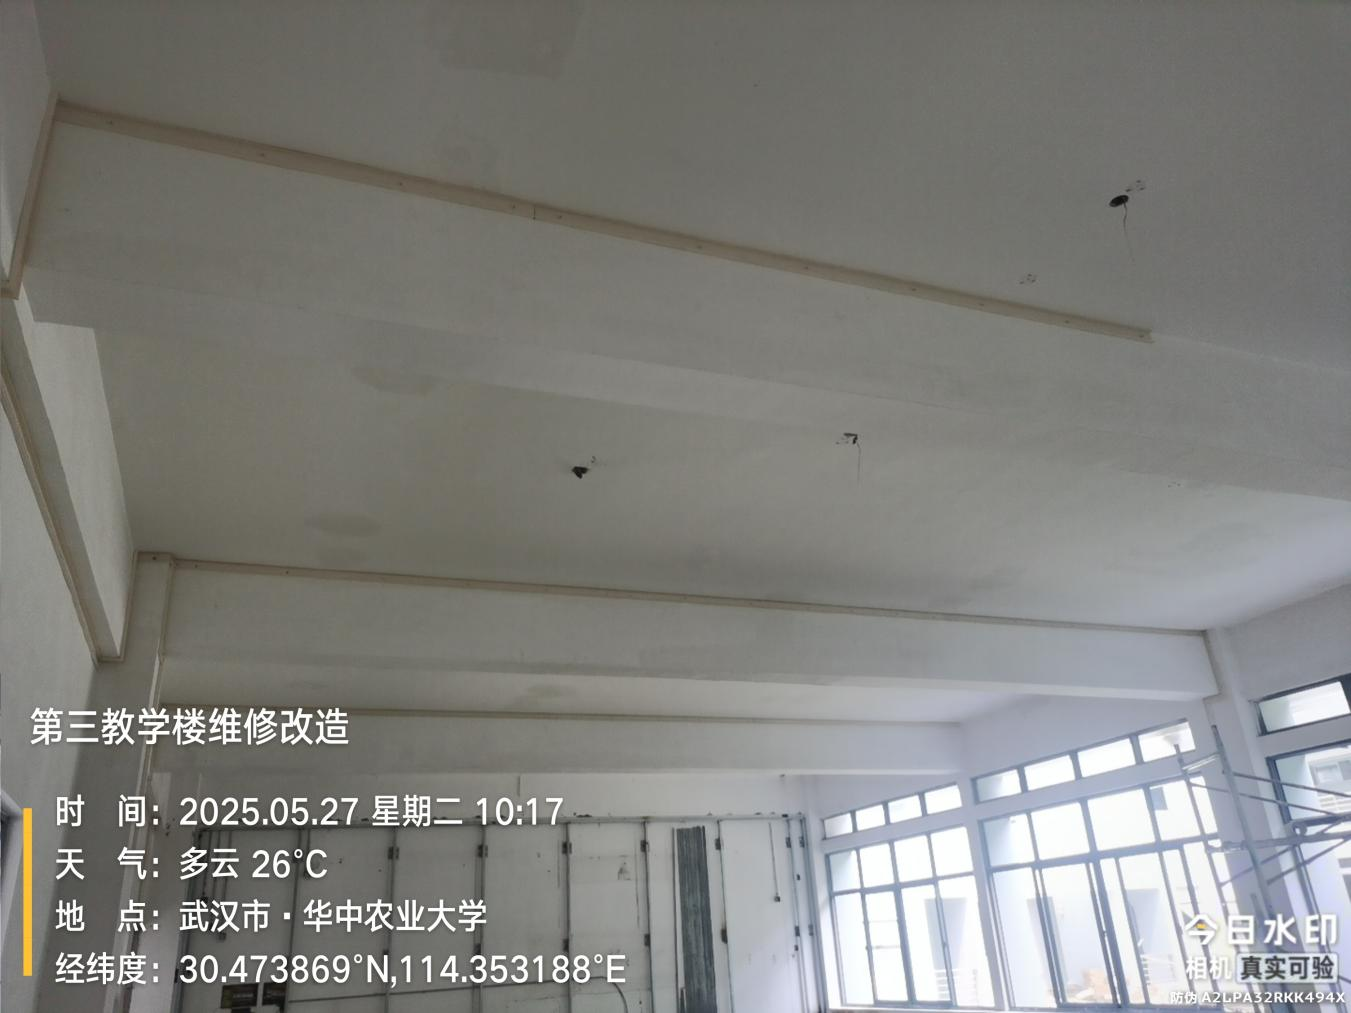 第三教学楼维修改造
时 间：2025.05.27 星期二 10:17
天 气：多云 26°C
地 点：武汉市·华中农业大学
经纬度：30.473869°N,114.353188°E
今日水印
相机 真实可验
防伪 A2LPA32RKK494X